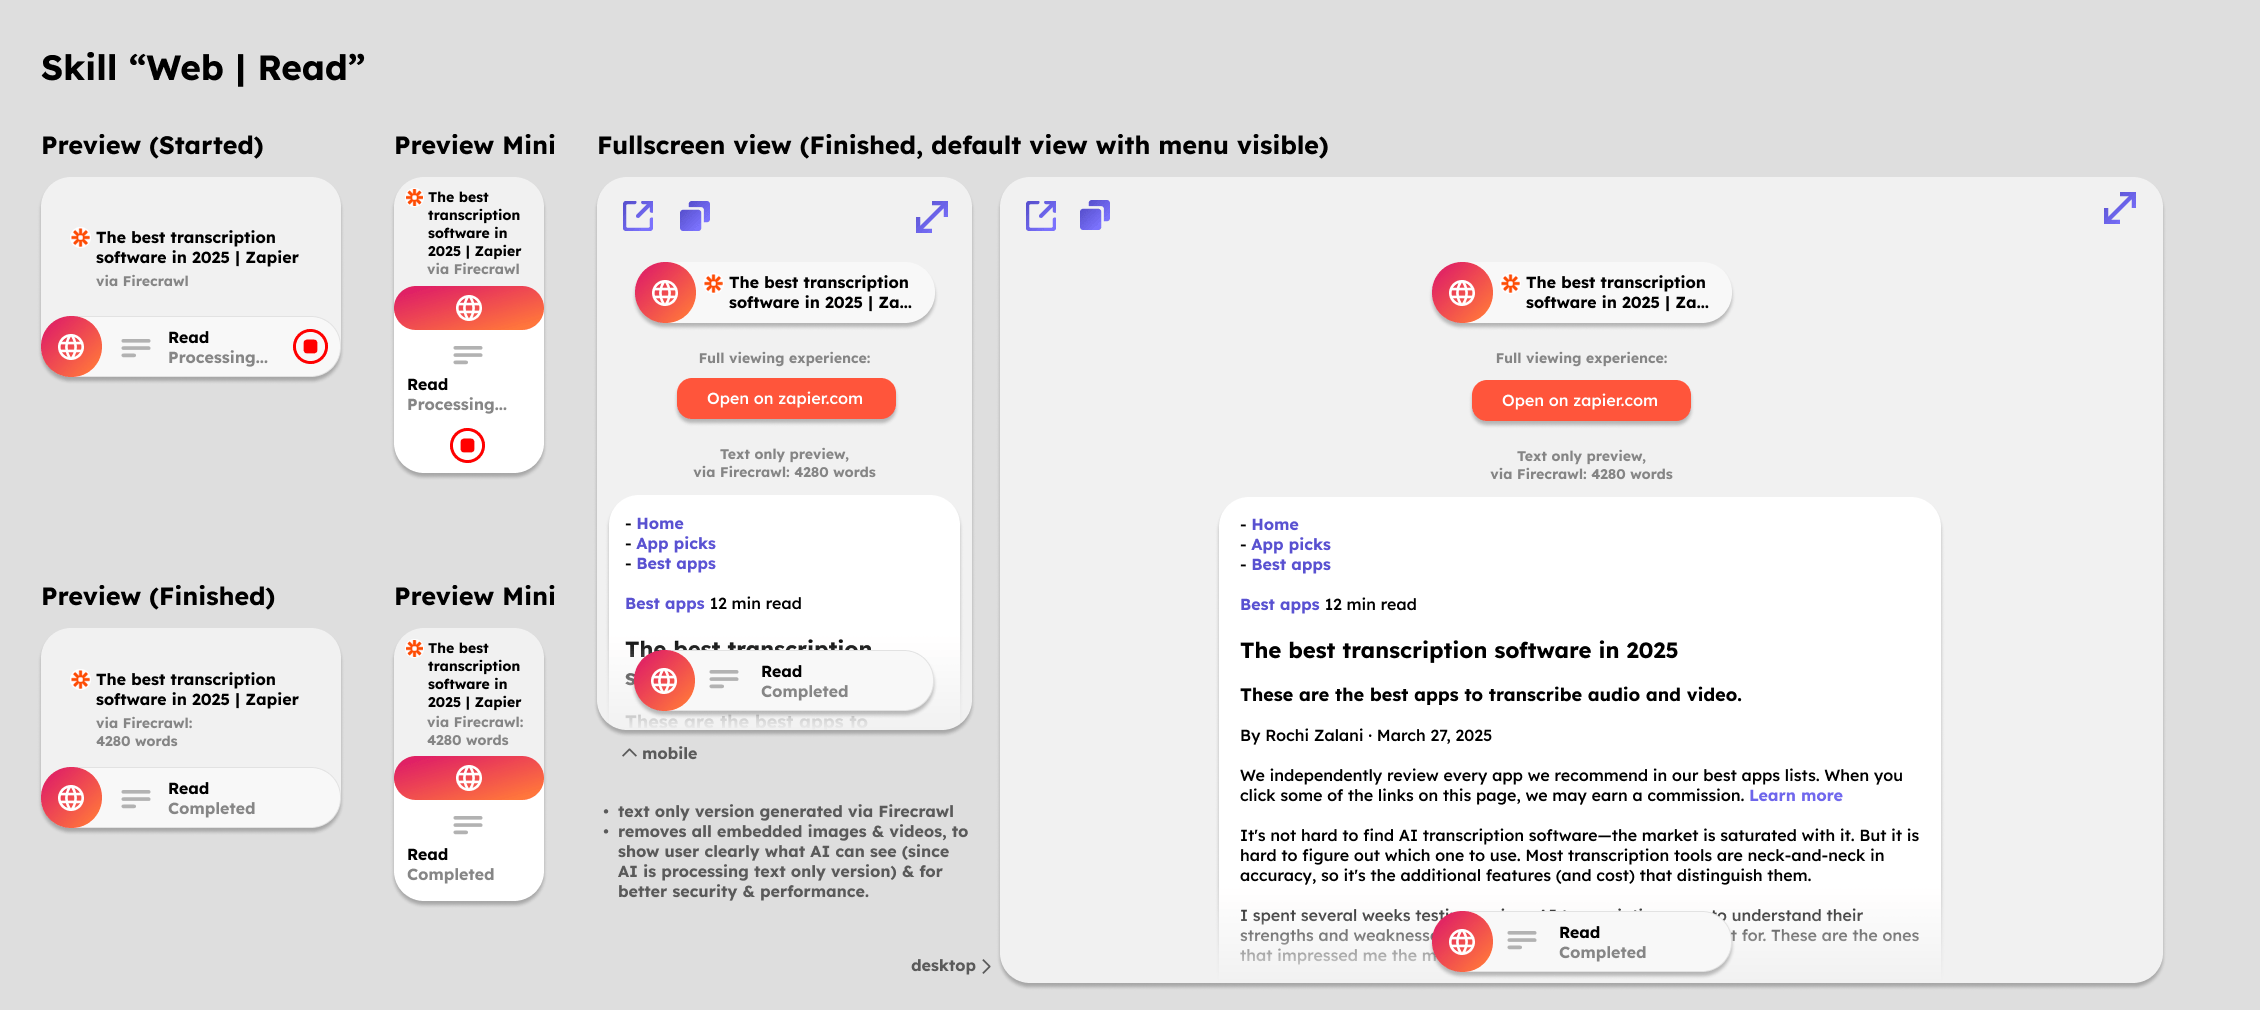 Skill “Web | Read”
Preview (Started)
The best transcription
software in 2025 | Zapier
via Firecrawl
Read
Processing...
Preview Mini
The best
transcription
software in
2025 | Zapier
via Firecrawl
Read
Processing...
Preview (Finished)
The best transcription
software in 2025 | Zapier
via Firecrawl:
4280 words
Read
Completed
Preview Mini
The best
transcription
software in
2025 | Zapier
via Firecrawl:
4280 words
Read
Completed
Fullscreen view (Finished, default view with menu visible)
The best transcription
software in 2025 | Za...
Full viewing experience:
Open on zapier.com
Text only preview,
via Firecrawl: 4280 words
- Home
- App picks
- Best apps
Best apps 12 min read
The best transcription
These are the best apps to
Read
Completed
mobile
• text only version generated via Firecrawl
• removes all embedded images & videos, to
show user clearly what AI can see (since
AI is processing text only version) & for
better security & performance.
desktop
The best transcription
software in 2025 | Za...
Full viewing experience:
Open on zapier.com
Text only preview,
via Firecrawl: 4280 words
- Home
- App picks
- Best apps
Best apps 12 min read
The best transcription software in 2025
These are the best apps to transcribe audio and video.
By Rochi Zalani · March 27, 2025
We independently review every app we recommend in our best apps lists. When you
click some of the links on this page, we may earn a commission. Learn more
It's not hard to find AI transcription software—the market is saturated with it. But it is
hard to figure out which one to use. Most transcription tools are neck-and-neck in
accuracy, so it's the additional features (and cost) that distinguish them.
I spent several weeks to understand their
strengths and for. These are the ones
that impressed me the
Read
Completed